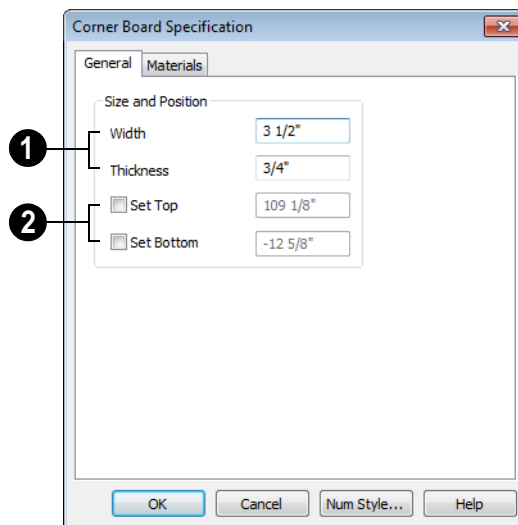 Corner Board Specification
General Materials
Size and Position
1
Width 3 1/2"
Thickness 3/4"
2
Set Top 109 1/8"
Set Bottom -12 5/8"
OK Cancel Num Style... Help